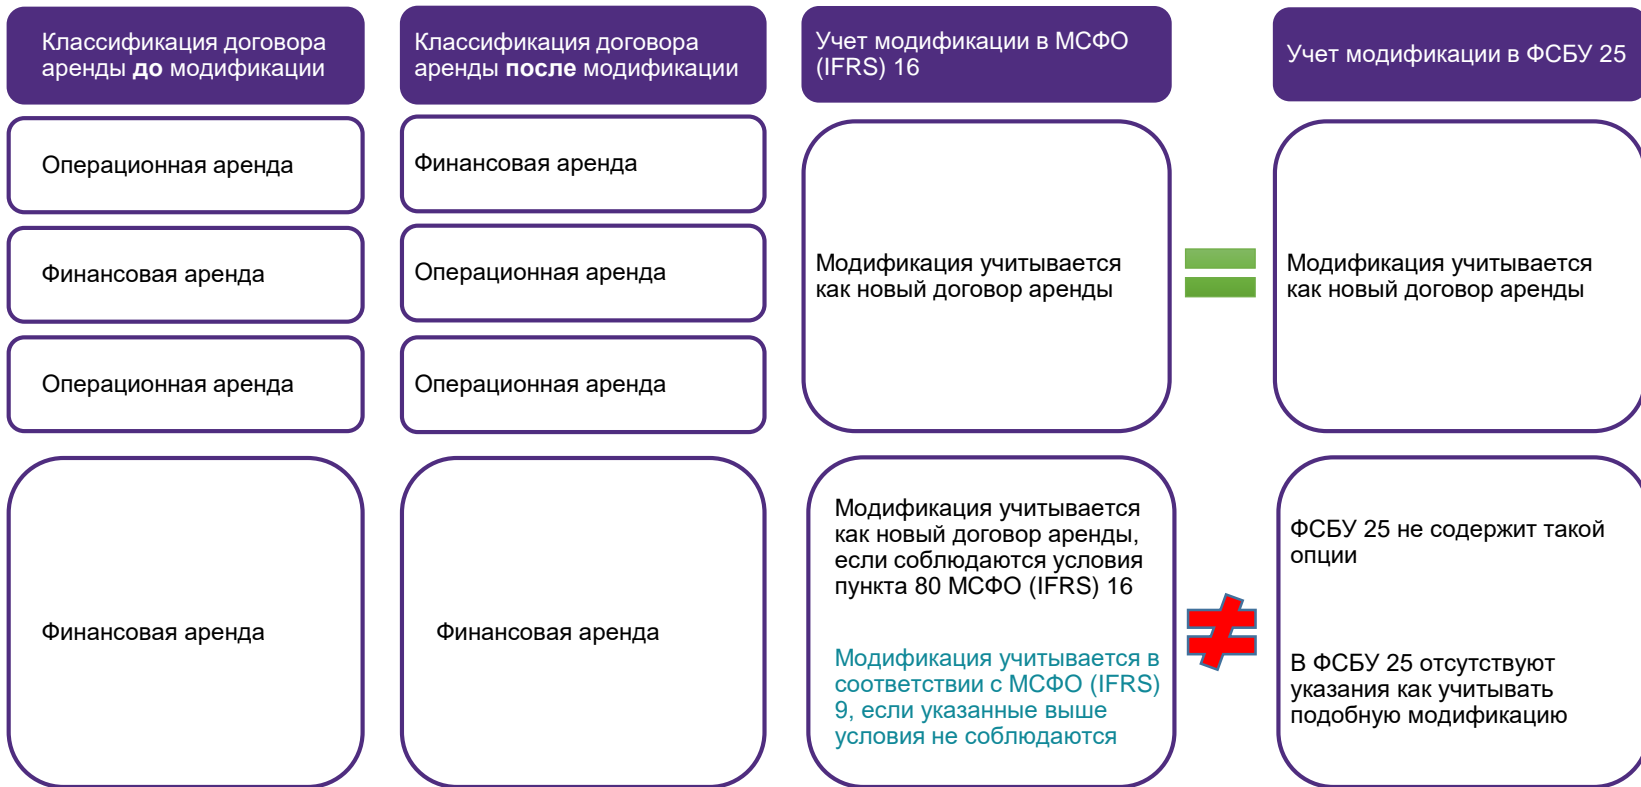 Классификация договора
аренды до модификации
Классификация договора
аренды после модификации
Учет модификации в МСФО
(IFRS) 16
Учет модификации в ФСБУ 25
Операционная аренда
Финансовая аренда
Финансовая аренда
Операционная аренда
Операционная аренда
Операционная аренда
Модификация учитывается
как новый договор аренды
Модификация учитывается
как новый договор аренды
Финансовая аренда
Финансовая аренда
Модификация учитывается
как новый договор аренды,
если соблюдаются условия
пункта 80 МСФО (IFRS) 16
Модификация учитывается в
соответствии с МСФО (IFRS)
9, если указанные выше
условия не соблюдаются
ФСБУ 25 не содержит такой
опции
В ФСБУ 25 отсутствуют
указания как учитывать
подобную модификацию